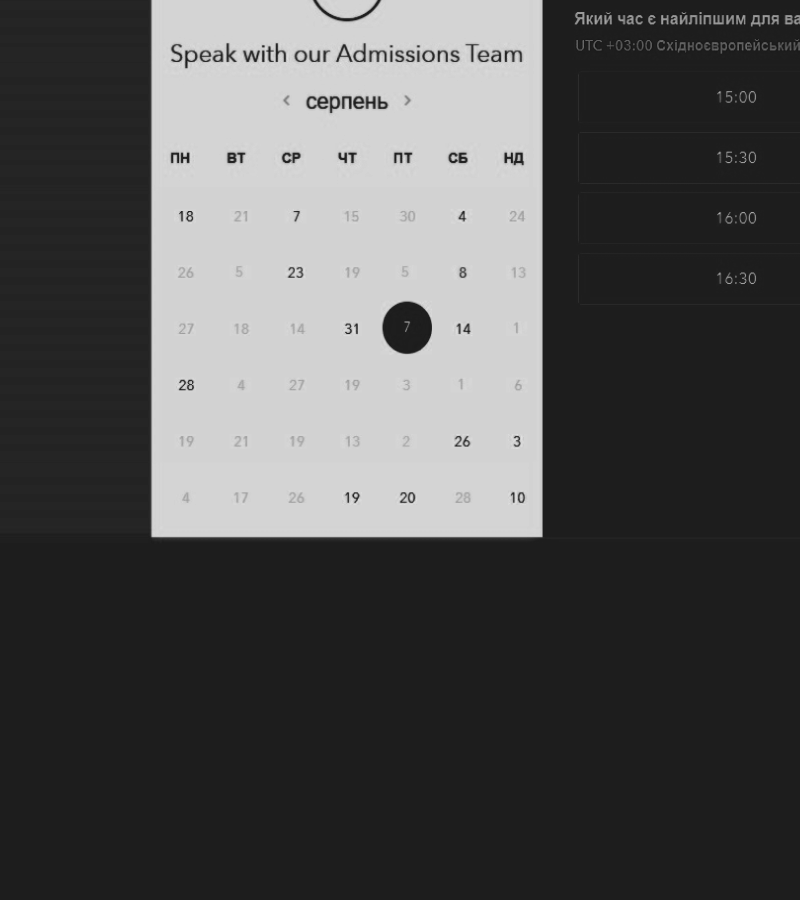 Speak with our Admissions Team
‹ серпень ›
ПН ВТ СР ЧТ ПТ СБ НД
18 21 7 15 30 4 24
26 5 23 19 5 8 13
27 18 14 31 7 14 1
28 4 27 19 3 1 6
19 21 19 13 2 26 3
4 17 26 19 20 28 10
Який час є найліпшим для
UTC +03:00 Східноєвропейський
15:00
15:30
16:00
16:30